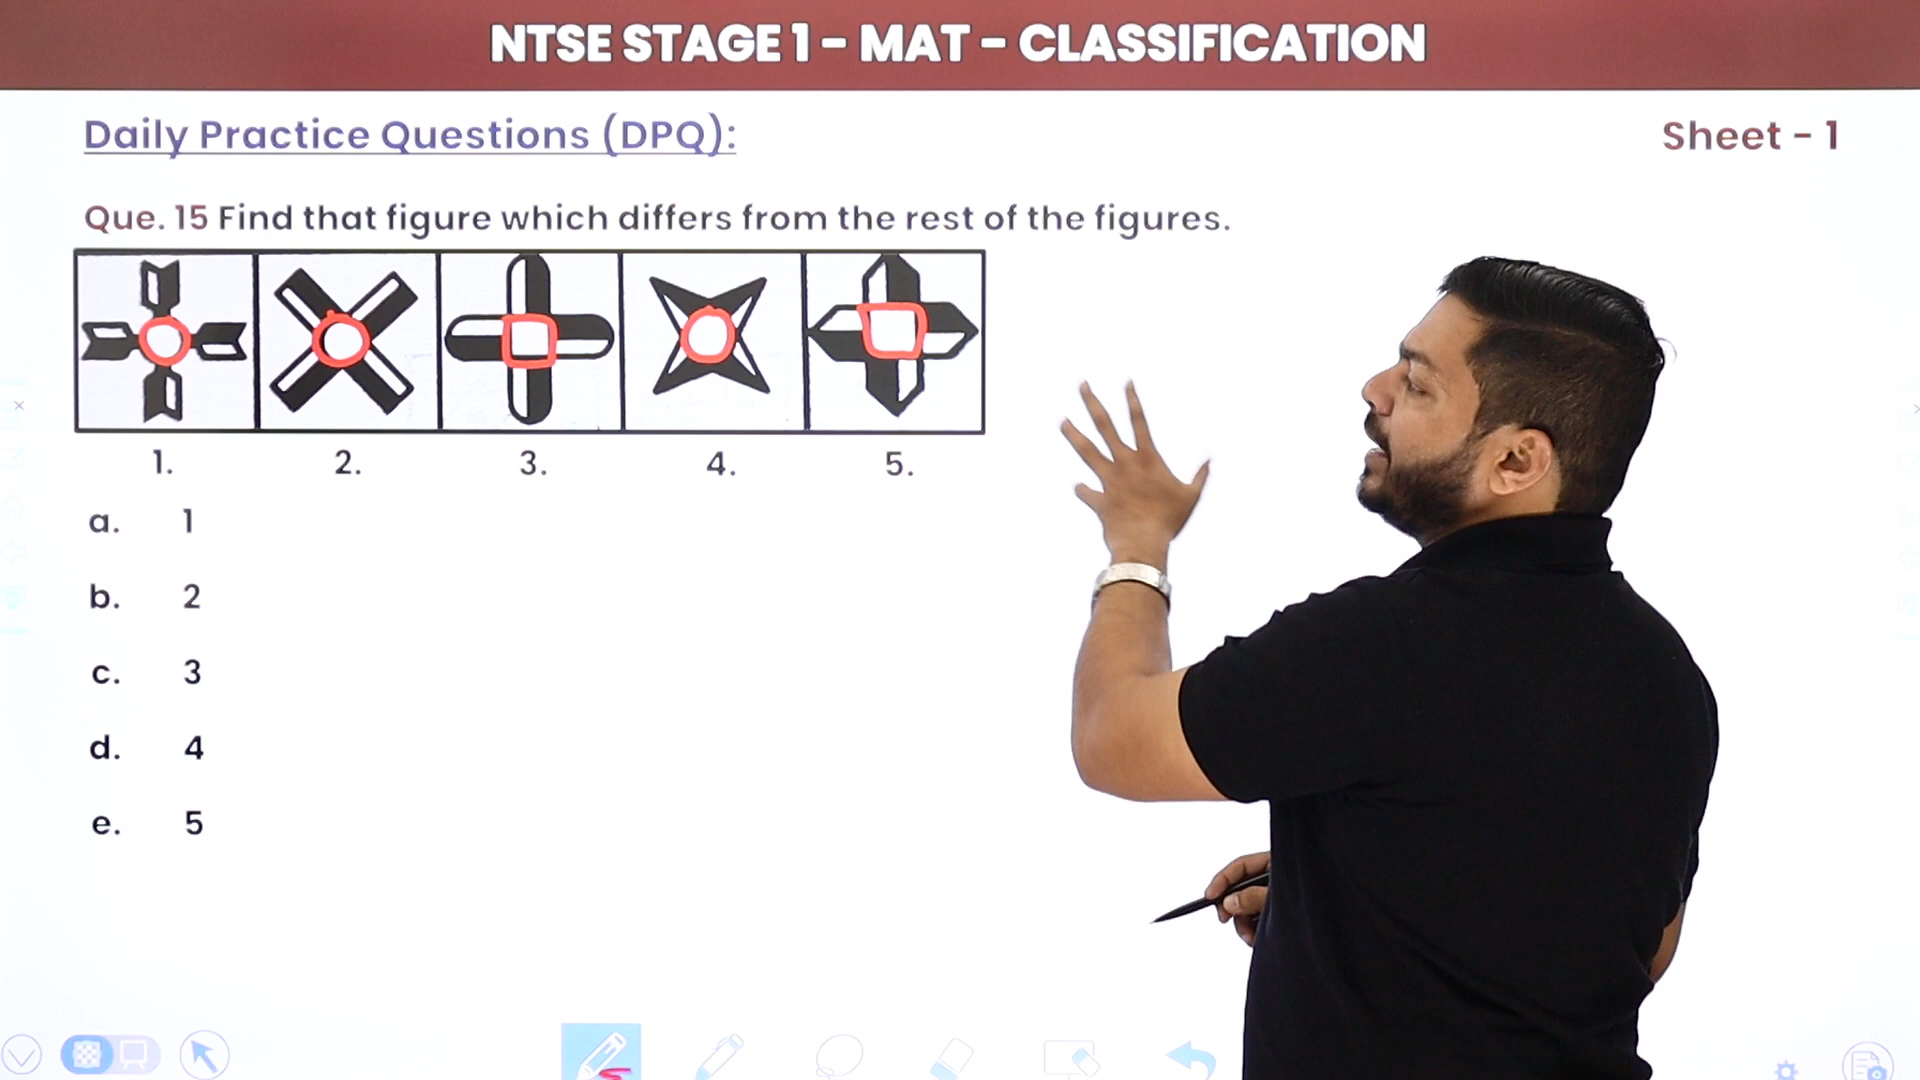 NTSE STAGE 1 - MAT - CLASSIFICATION
Daily Practice Questions (DPQ):
Sheet - 1
Que. 15 Find that figure which differs from the rest of the figures.
1. 2. 3. 4. 5.
a. 1
b. 2
c. 3
d. 4
e. 5